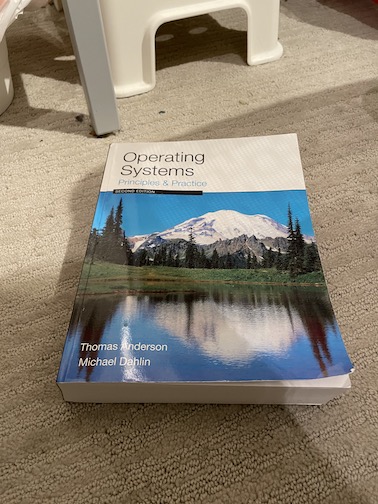 Operating
Systems
Principles & Practice
SECOND EDITION
Thomas Anderson
Michael Dahlin